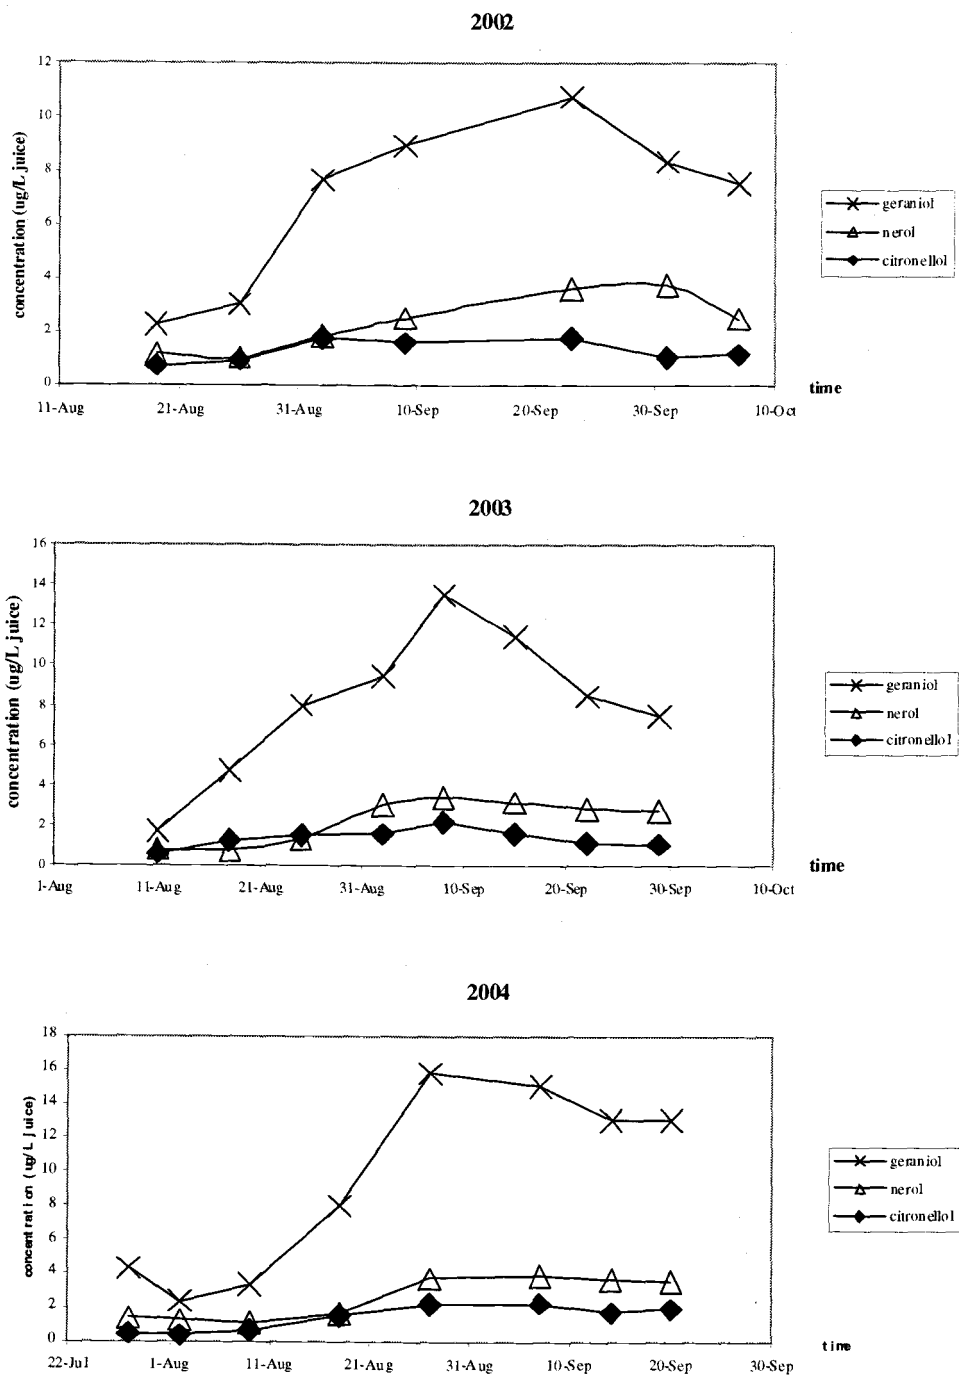 2002
12
10
8
6
4
2
0
concentration (ug/L juice)
11-Aug 21-Aug 31-Aug 10-Sep 20-Sep 30-Sep 10-Oct
time
geraniol
nerol
citronellol
2003
16
14
12
10
8
6
4
2
0
concentration (ug/L juice)
1-Aug 11-Aug 21-Aug 31-Aug 10-Sep 20-Sep 30-Sep 10-Oct
time
geraniol
nerol
citronellol
2004
18
16
14
12
10
8
6
4
2
0
concentration (ug/L juice)
22-Jul 1-Aug 11-Aug 21-Aug 31-Aug 10-Sep 20-Sep 30-Sep
time
geraniol
nerol
citronellol